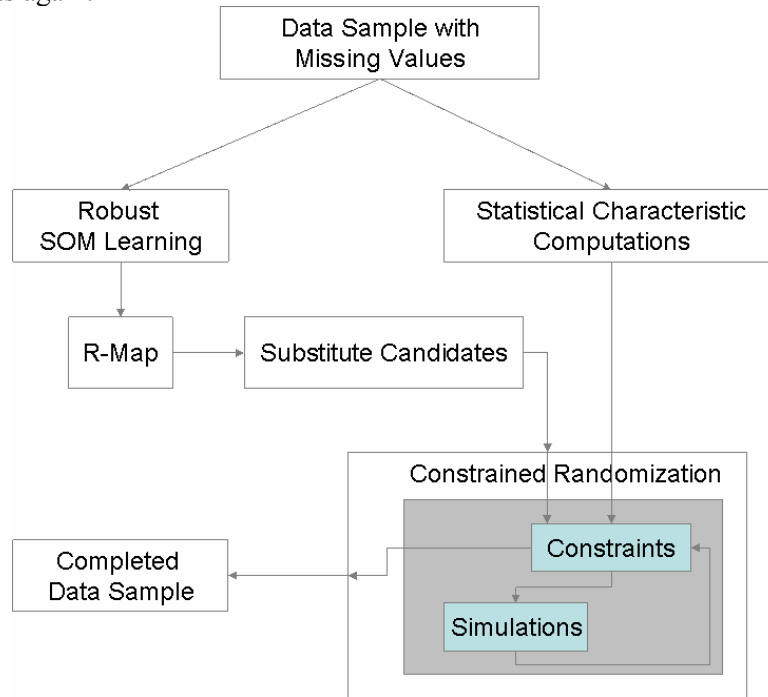 Data Sample with
Missing Values
Robust
SOM Learning
Statistical Characteristic
Computations
R-Map
Substitute Candidates
Constrained Randomization
Constraints
Completed
Data Sample
Simulations